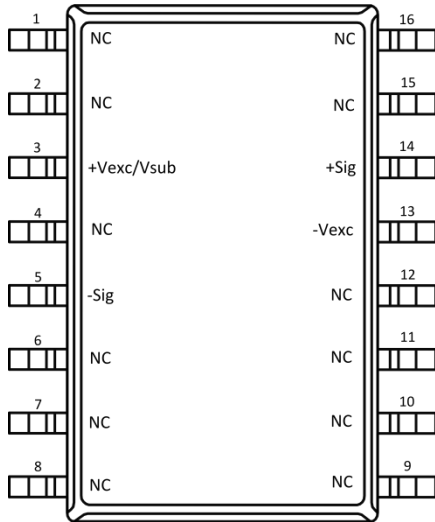 1 16
NC NC
2 15
NC NC
3 14
+Vexc/Vsub +Sig
4 13
NC -Vexc
5 12
-Sig NC
6 11
NC NC
7 10
NC NC
8 9
NC NC